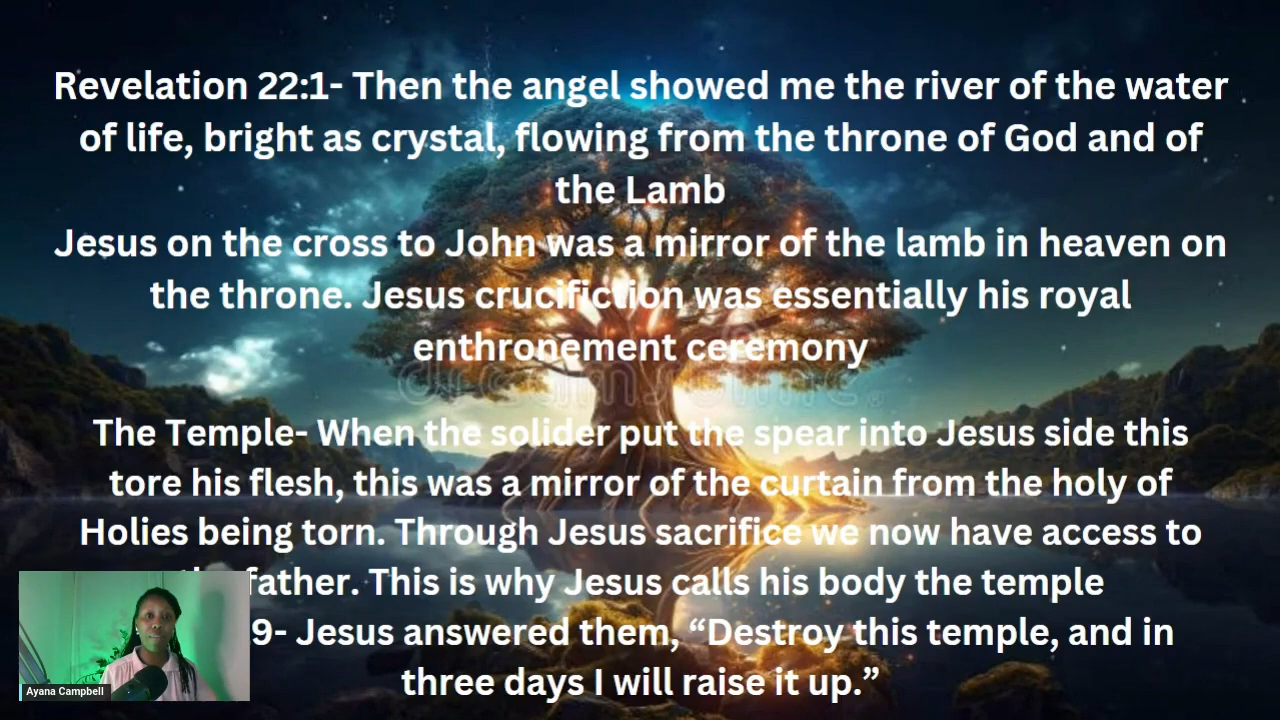 Revelation 22:1- Then the angel showed me the river of the water
of life, bright as crystal, flowing from the throne of God and of
the Lamb
Jesus on the cross to John was a mirror of the lamb in heaven on
the throne. Jesus crucifiction was essentially his royal
enthronement ceremony
dreamstime.
The Temple- When the solider put the spear into Jesus side this
tore his flesh, this was a mirror of the curtain from the holy of
Holies being torn. Through Jesus sacrifice we now have access to
father. This is why Jesus calls his body the temple
9- Jesus answered them, “Destroy this temple, and in
three days I will raise it up.”
Ayana Campbell